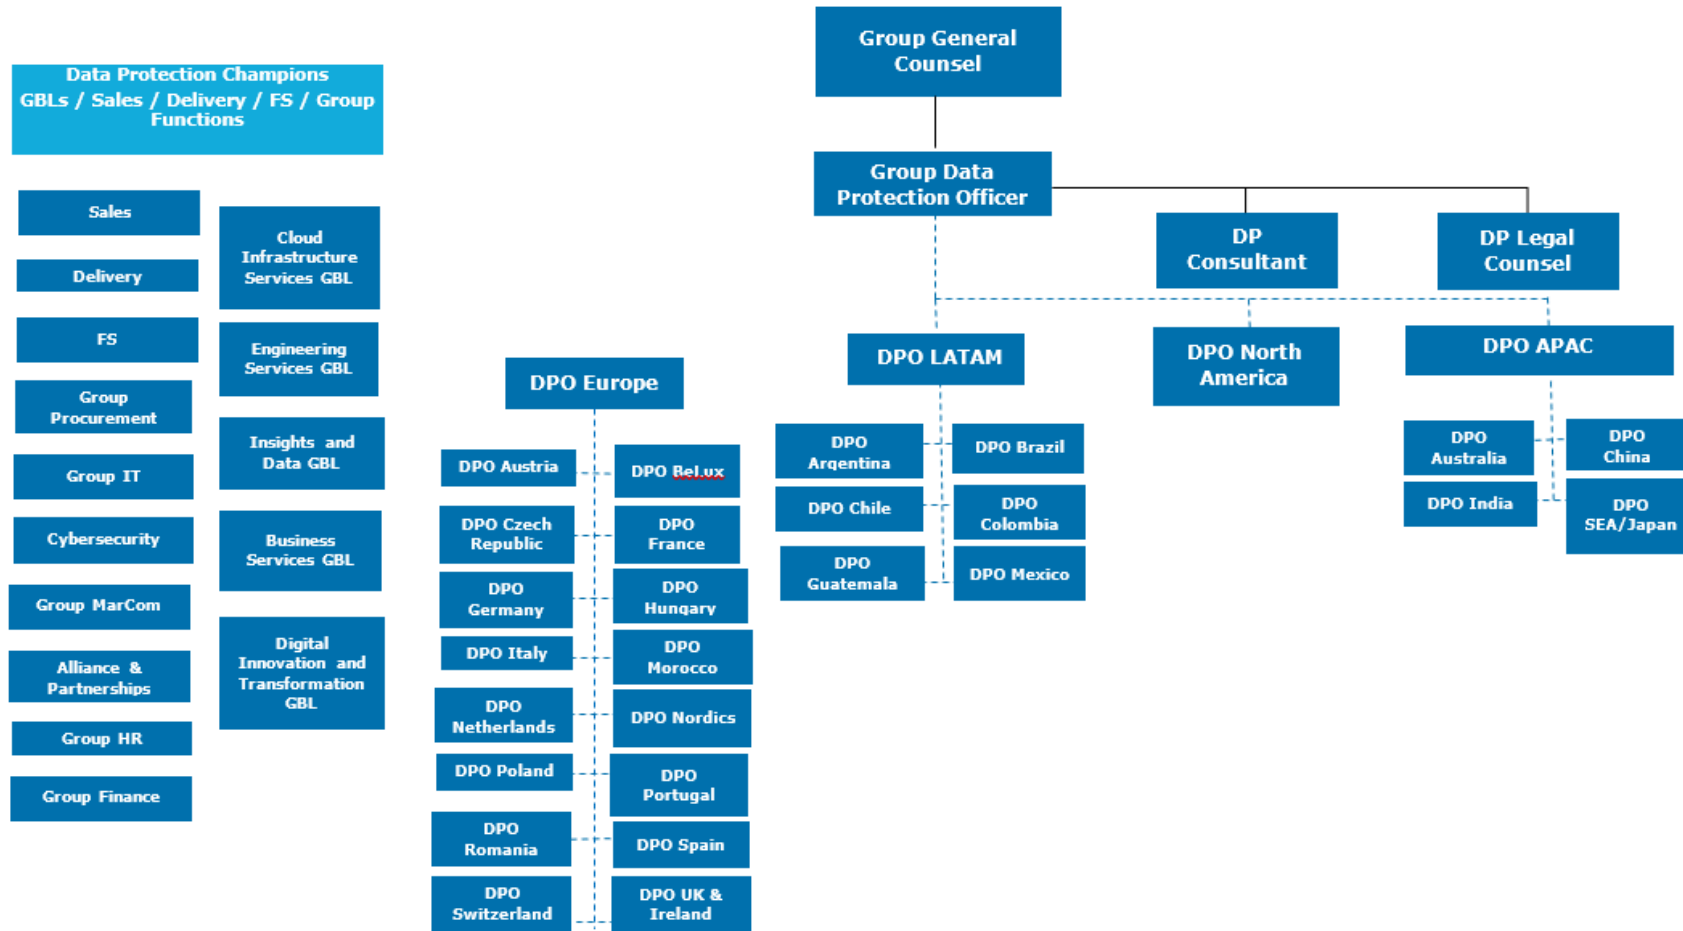 Data Protection Champions
GBLs / Sales / Delivery / FS / Group
Functions
Sales
Delivery
FS
Group
Procurement
Group IT
Cybersecurity
Group MarCom
Alliance &
Partnerships
Group HR
Group Finance
Cloud
Infrastructure
Services GBL
Engineering
Services GBL
Insights and
Data GBL
Business
Services GBL
Digital
Innovation and
Transformation
GBL
Group General
Counsel
Group Data
Protection Officer
DP
Consultant
DP Legal
Counsel
DPO Europe
DPO Austria
DPO BeLux
DPO Czech
Republic
DPO
France
DPO
Germany
DPO
Hungary
DPO Italy
DPO
Morocco
DPO
Netherlands
DPO Nordics
DPO Poland
DPO
Portugal
DPO
Romania
DPO Spain
DPO
Switzerland
DPO UK &
Ireland
DPO LATAM
DPO
Argentina
DPO Brazil
DPO Chile
DPO
Colombia
DPO
Guatemala
DPO Mexico
DPO North
America
DPO APAC
DPO
Australia
DPO
China
DPO India
DPO
SEA/Japan